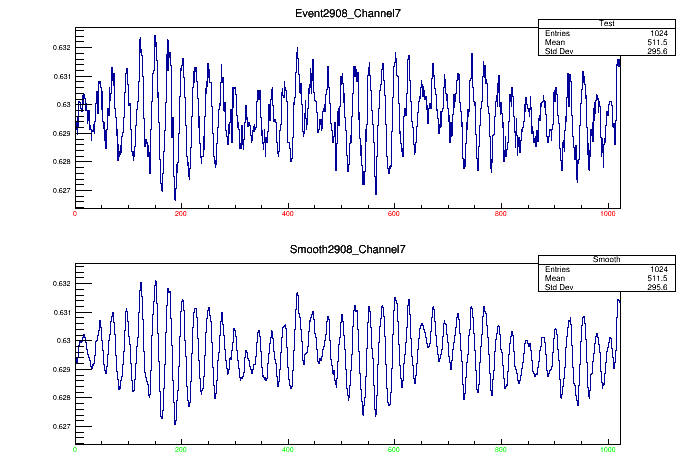 Event2908_Channel7
Test
Entries 1024
Mean 511.5
Std Dev 295.6
0.632
0.631
0.63
0.629
0.628
0.627
0 200 400 600 800 1000
Smooth2908_Channel7
Smooth
Entries 1024
Mean 511.5
Std Dev 295.6
0.632
0.631
0.63
0.629
0.628
0.627
0 200 400 600 800 1000